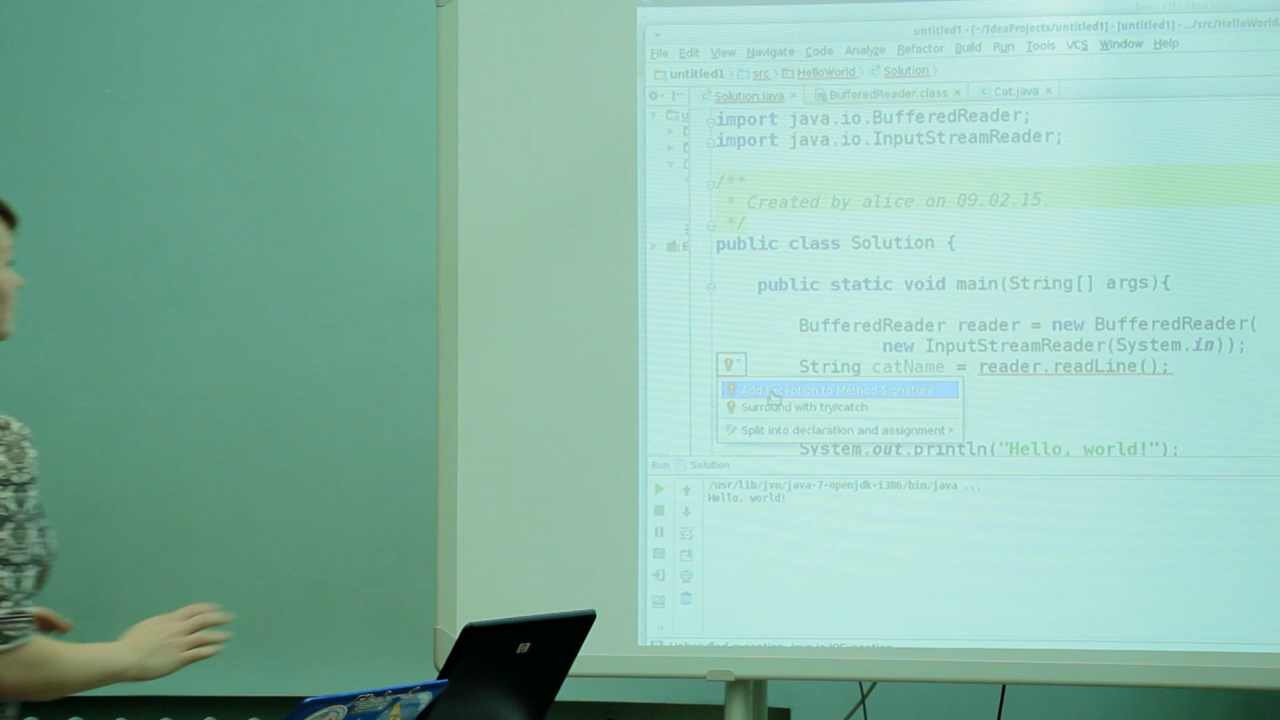 untitled1 - [~/IdeaProjects/untitled1] - [untitled1] - .../src/HelloWorld
File Edit View Navigate Code Analyze Refactor Build Run Tools VCS Window Help
untitled1 src HelloWorld Solution
Solution.java BufferedReader.class Cat.java
import java.io.BufferedReader;
import java.io.InputStreamReader;
/**
* Created by alice on 09.02.15.
*/
public class Solution {
public static void main(String[] args){
BufferedReader reader = new BufferedReader(
new InputStreamReader(System.in));
String catName = reader.readLine();
Add Exception to Method Signature
Surround with try/catch
Split into declaration and assignment
System.out.println("Hello, world!");
Run Solution
/usr/lib/jvm/java-7-openjdk-i386/bin/java ...
Hello, world!
hp